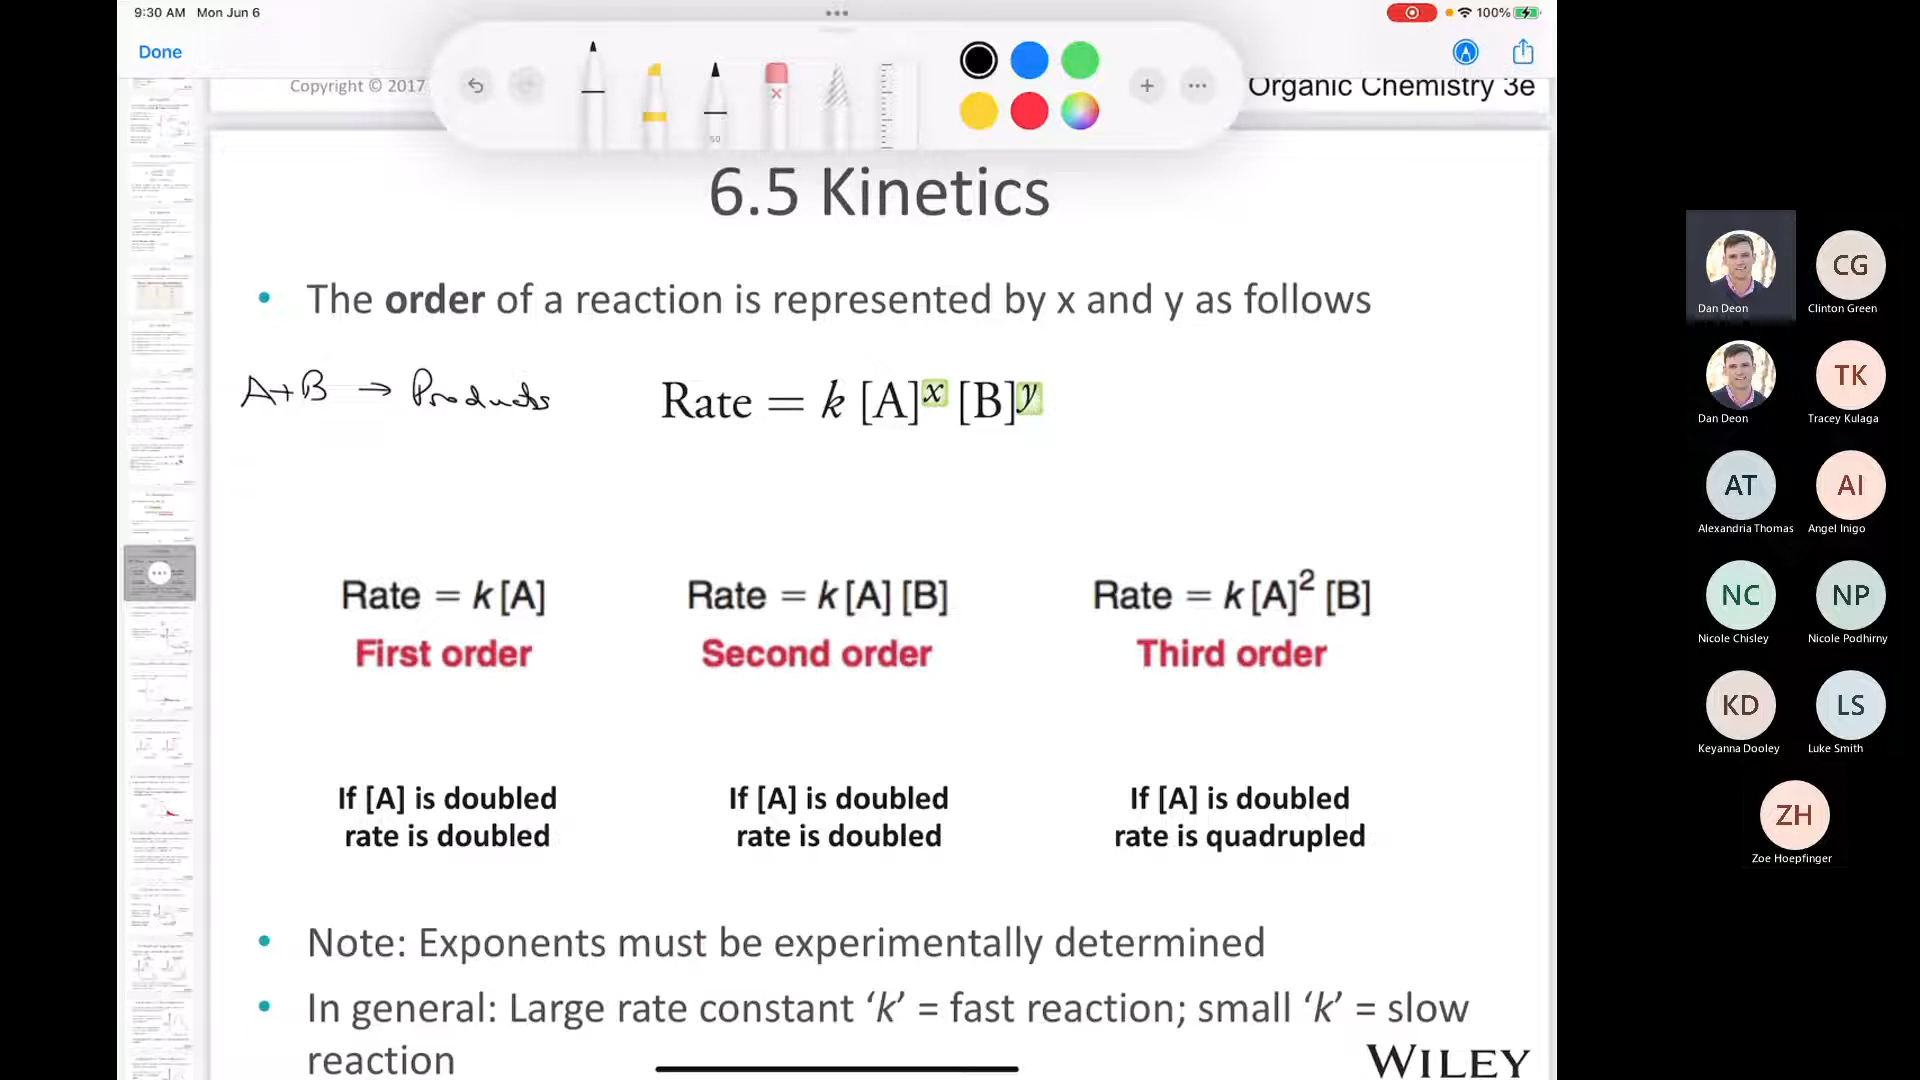 9:30 AM Mon Jun 6
100%
Done
50
Copyright © 2017
Organic Chemistry 3e
6.5 Kinetics
• The order of a reaction is represented by x and y as follows
A+B → Products
Rate = k [A]^x [B]^y
Rate = k [A]
First order
Rate = k [A] [B]
Second order
Rate = k [A]² [B]
Third order
If [A] is doubled
rate is doubled
If [A] is doubled
rate is doubled
If [A] is doubled
rate is quadrupled
• Note: Exponents must be experimentally determined
• In general: Large rate constant ‘k’ = fast reaction; small ‘k’ = slow
reaction
WILEY
Dan Deon
CG
Clinton Green
Dan Deon
TK
Tracey Kulaga
AT
Alexandria Thomas
AI
Angel Inigo
NC
Nicole Chisley
NP
Nicole Podhirny
KD
Keyanna Dooley
LS
Luke Smith
ZH
Zoe Hoepfinger